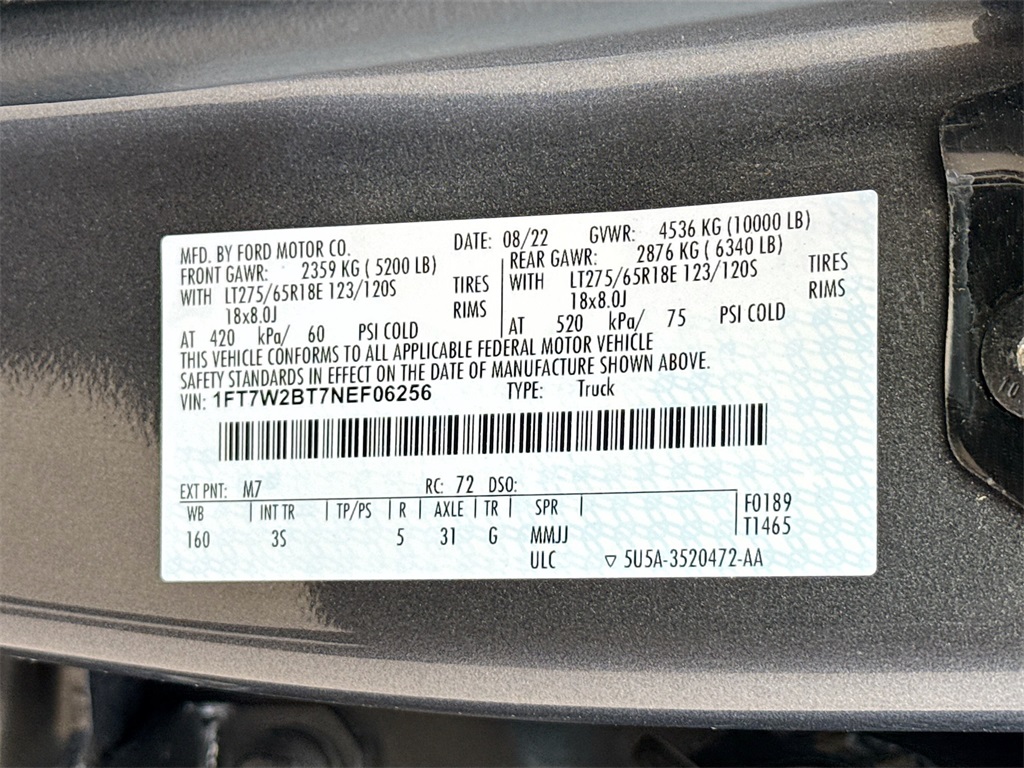 MFD. BY FORD MOTOR CO. DATE: 08/22 GVWR: 4536 KG (10000 LB)
FRONT GAWR: 2359 KG ( 5200 LB) REAR GAWR: 2876 KG ( 6340 LB)
WITH LT275/65R18E 123/120S TIRES WITH LT275/65R18E 123/120S TIRES
18x8.0J RIMS 18x8.0J RIMS
AT 420 kPa/ 60 PSI COLD AT 520 kPa/ 75 PSI COLD
THIS VEHICLE CONFORMS TO ALL APPLICABLE FEDERAL MOTOR VEHICLE
SAFETY STANDARDS IN EFFECT ON THE DATE OF MANUFACTURE SHOWN ABOVE.
VIN: 1FT7W2BT7NEF06256 TYPE: Truck
EXT PNT: M7 RC: 72 DSO:
WB INT TR TP/PS R AXLE TR SPR F0189
160 3S 5 31 G MMJJ T1465
ULC ▽ 5U5A-3520472-AA
10